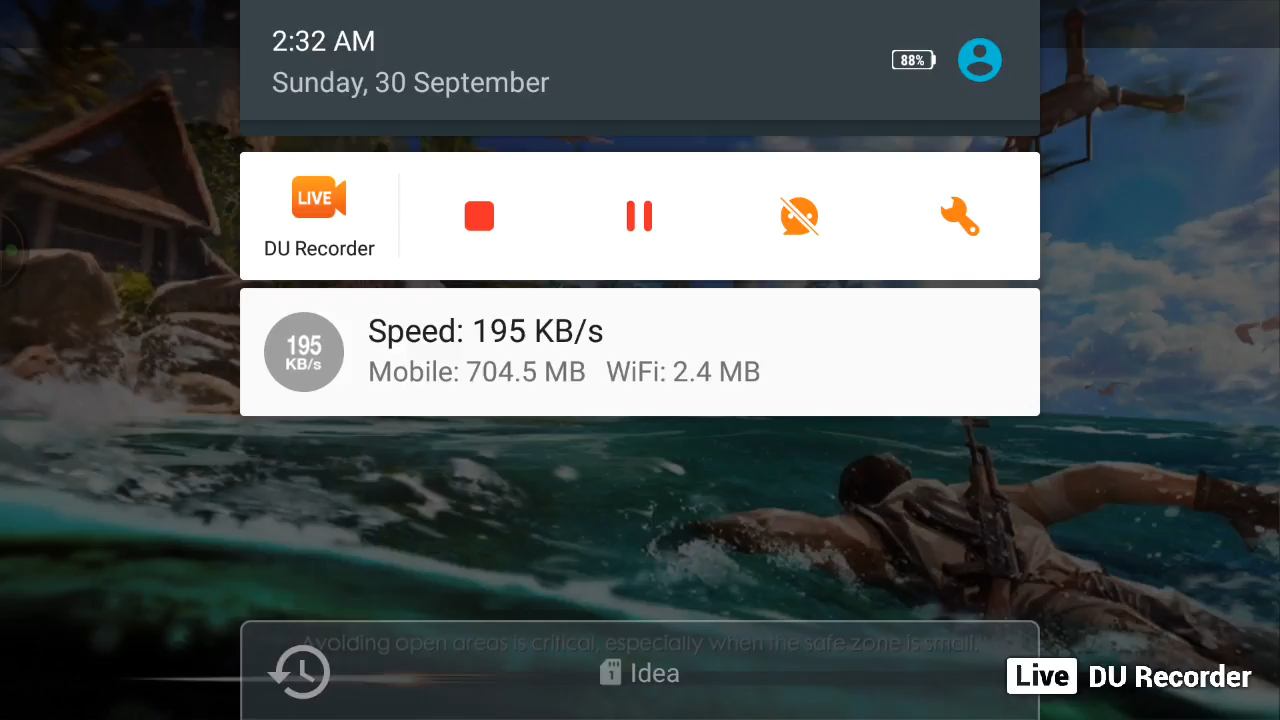 2:32 AM
Sunday, 30 September
88%
LIVE
DU Recorder
195
KB/s
Speed: 195 KB/s
Mobile: 704.5 MB WiFi: 2.4 MB
Avoiding open areas is critical, especially when the safe zone is small.
1 Idea
Live DU Recorder